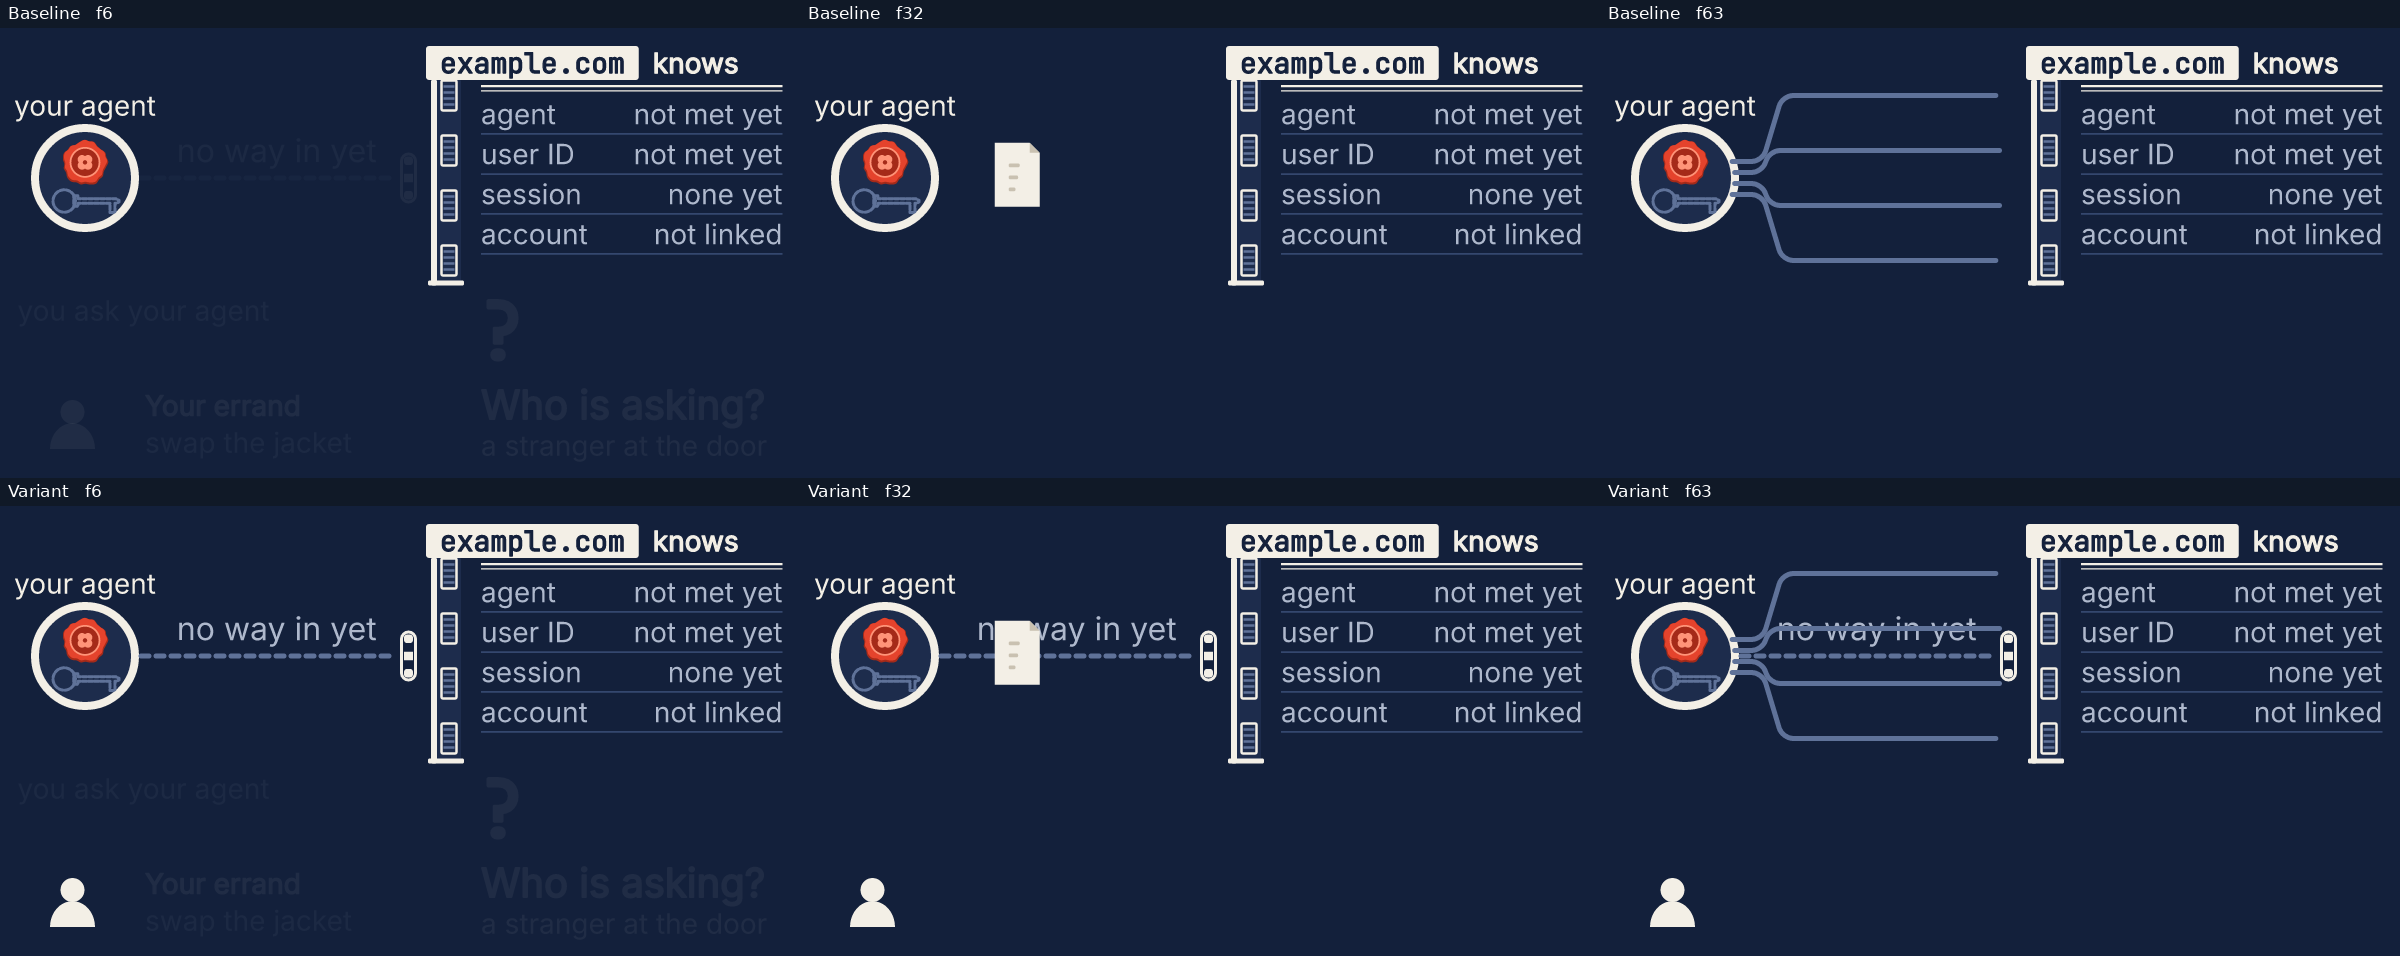 Baseline f6
example.com knows
your agent
no way in yet
agent not met yet
user ID not met yet
session none yet
account not linked
you ask your agent
?
Your errand
swap the jacket
Who is asking?
a stranger at the door
Baseline f32
example.com knows
your agent
agent not met yet
user ID not met yet
session none yet
account not linked
Baseline f63
example.com knows
your agent
agent not met yet
user ID not met yet
session none yet
account not linked
Variant f6
example.com knows
your agent
no way in yet
agent not met yet
user ID not met yet
session none yet
account not linked
you ask your agent
?
Your errand
swap the jacket
Who is asking?
a stranger at the door
Variant f32
example.com knows
your agent
way in yet
agent not met yet
user ID not met yet
session none yet
account not linked
Variant f63
example.com knows
your agent
no way in yet
agent not met yet
user ID not met yet
session none yet
account not linked